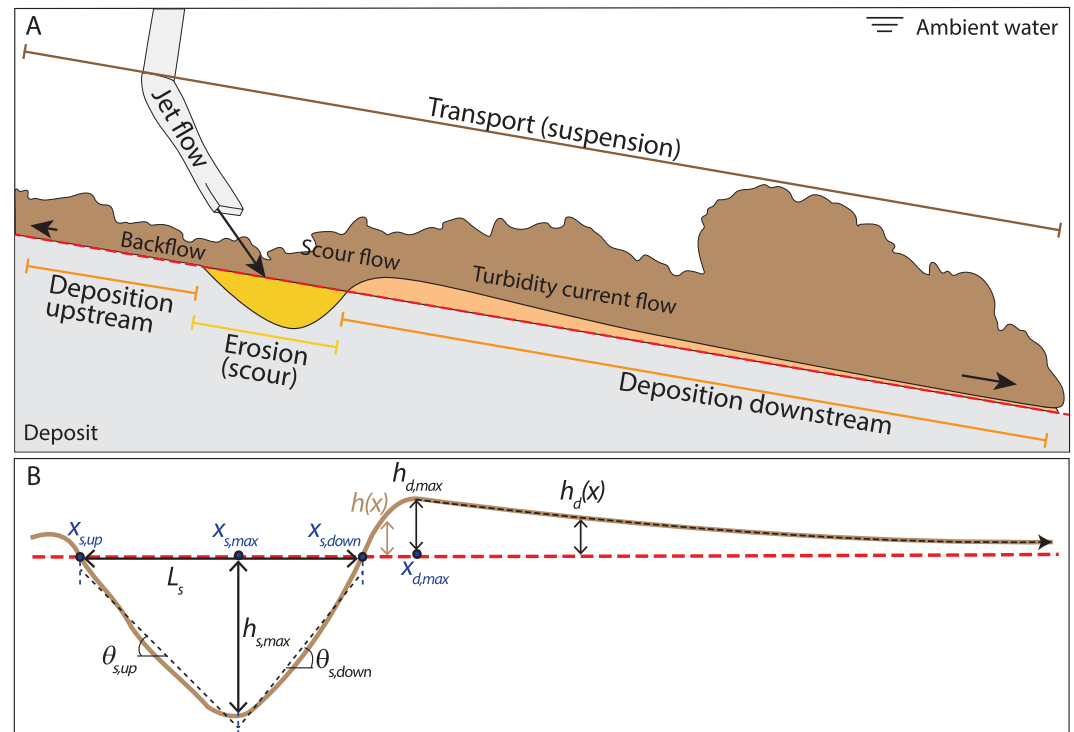 A
Ambient water
Jet flow
Transport (suspension)
Backflow
Scour flow
Turbidity current flow
Deposition
upstream
Erosion
(scour)
Deposition downstream
Deposit
B
h_d,max
h(x)
h_d(x)
x_s,up
x_s,max
x_s,down
x_d,max
L_s
h_s,max
θ_s,up
θ_s,down